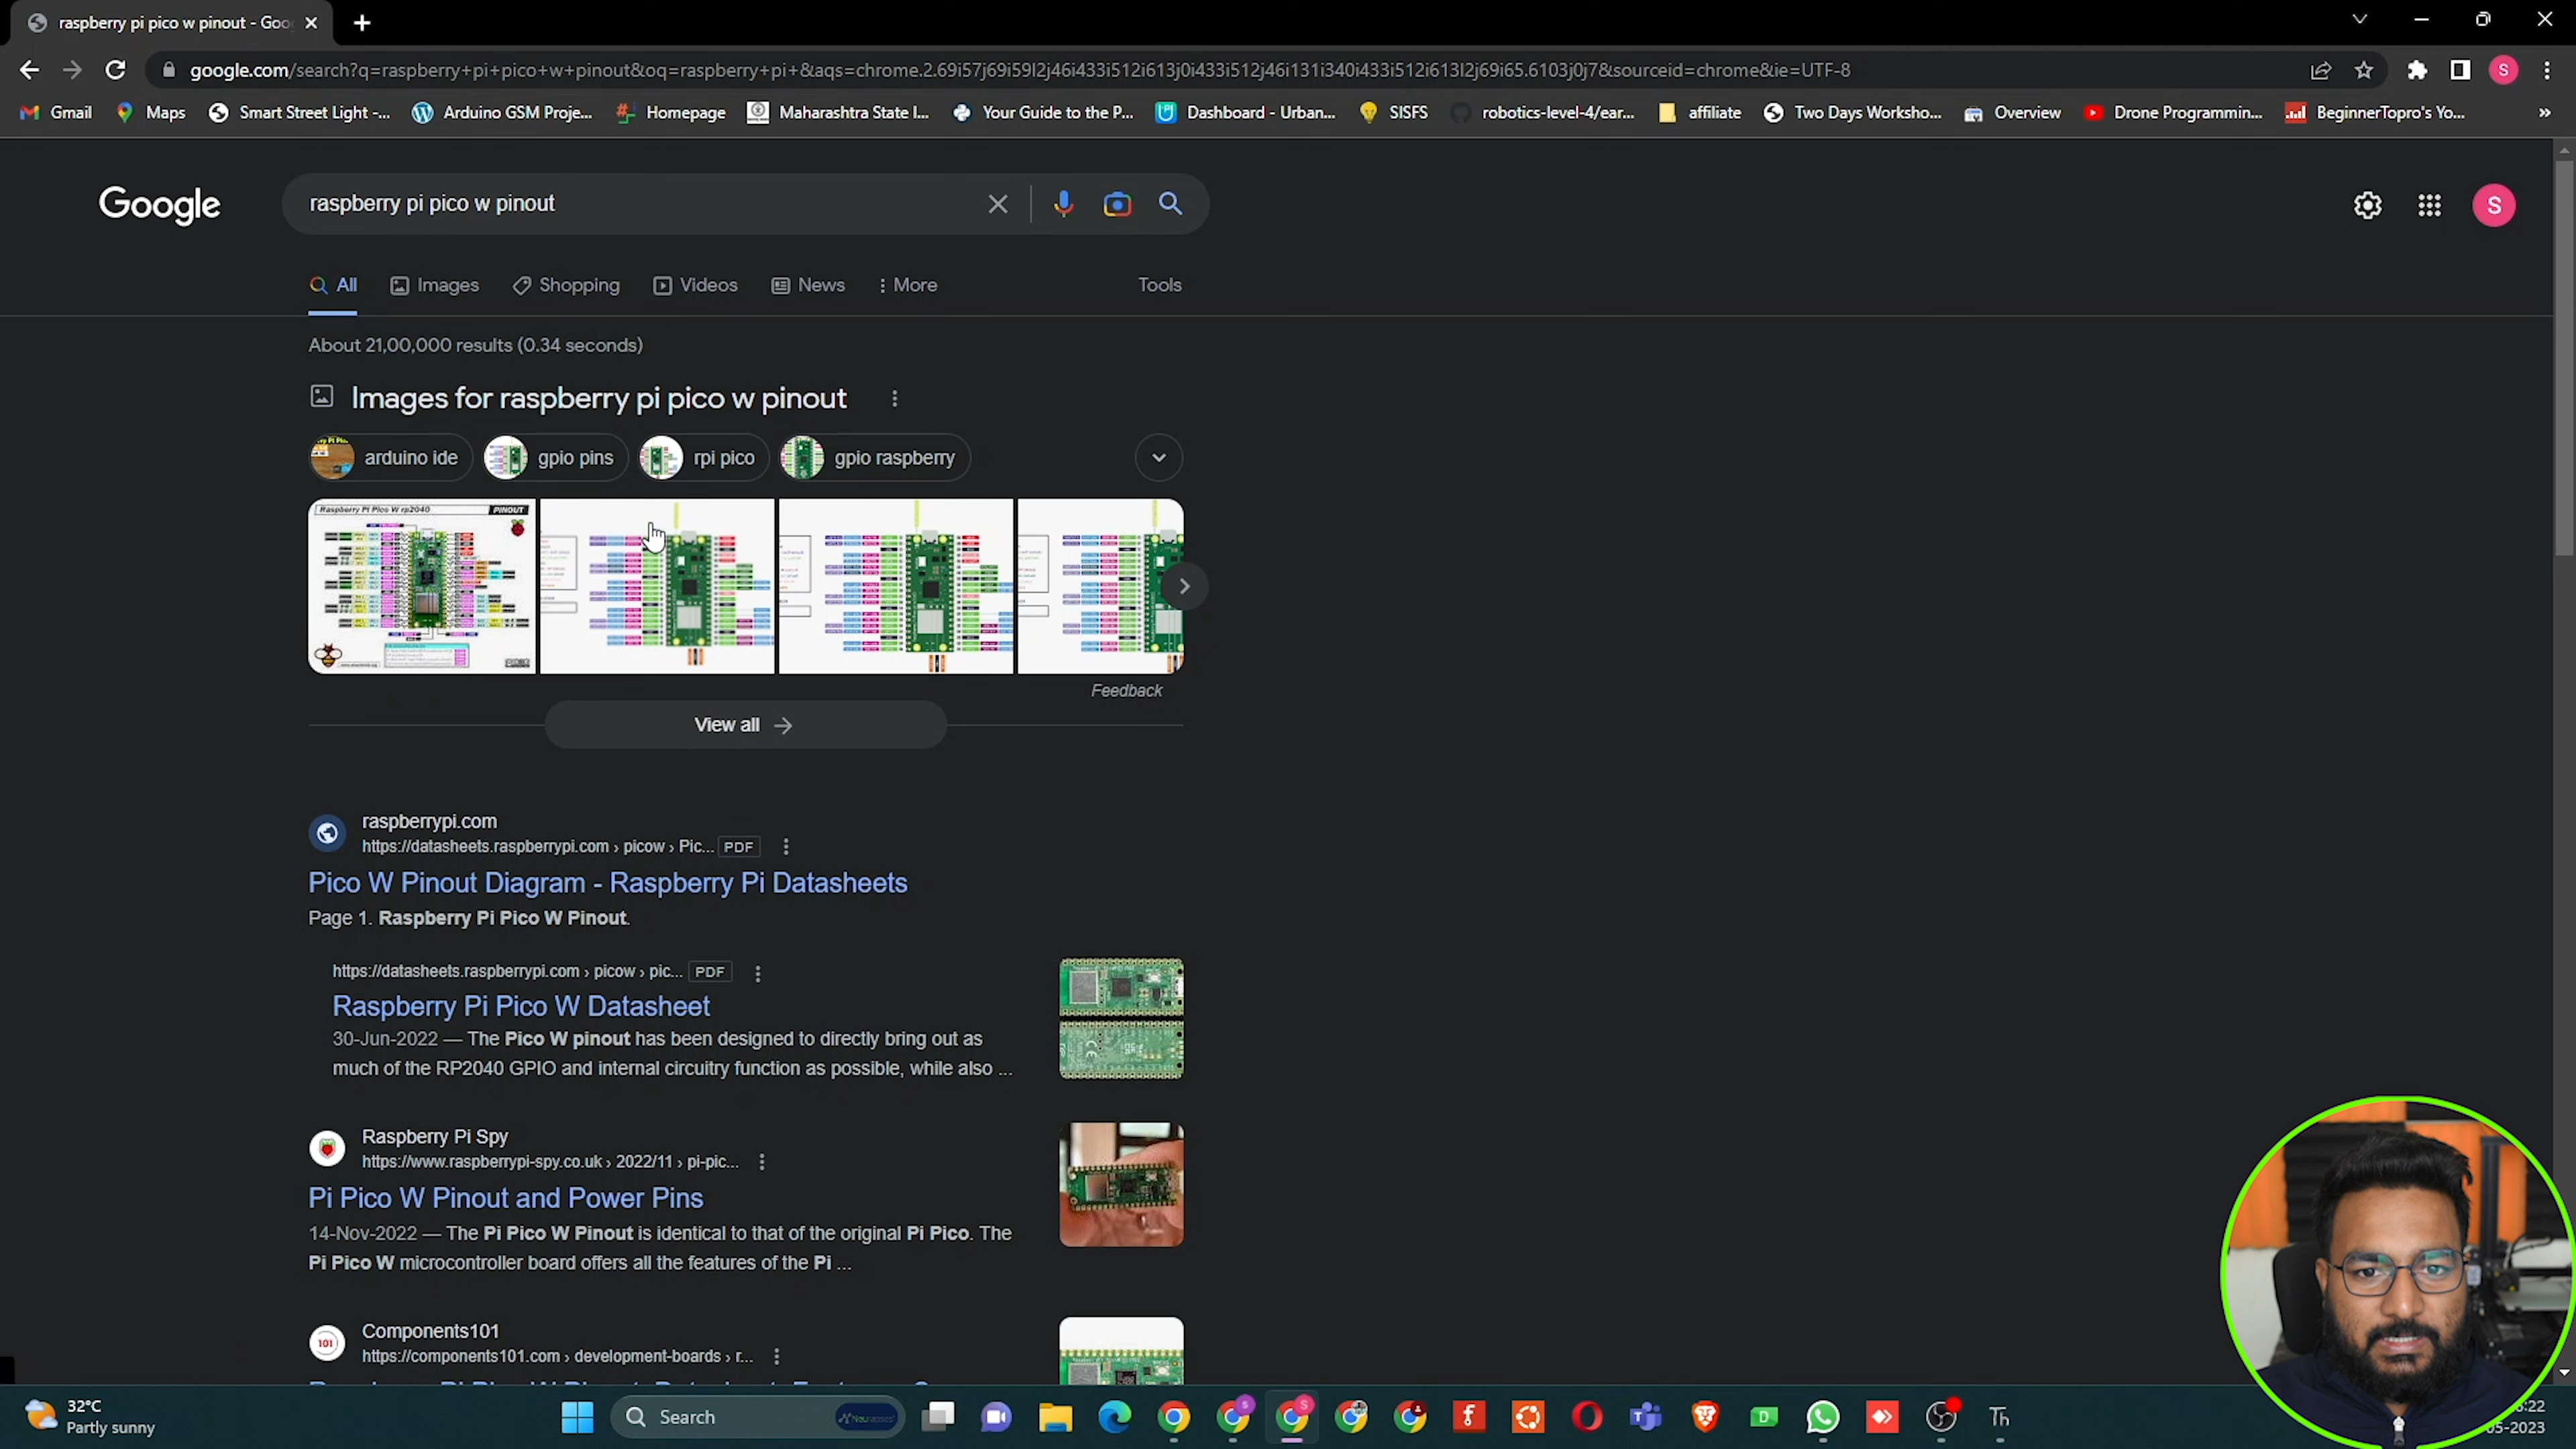 raspberry pi pico w pinout - Goo
google.com/search?q=raspberry+pi+pico+w+pinout&oq=raspberry+pi+&aqs=chrome.2.69i57j69i59l2j46i433i512i613j0i433i512j46i131i340i433i512i613l2j69i65.6103j0j7&sourceid=chrome&ie=UTF-8
S
Gmail
Maps
Smart Street Light -...
Arduino GSM Proje...
Homepage
Maharashtra State I...
Your Guide to the P...
Dashboard - Urban...
SISFS
robotics-level-4/ear...
affiliate
Two Days Worksho...
Overview
Drone Programmin...
BeginnerTopro's Yo...
Google
raspberry pi pico w pinout
S
All
Images
Shopping
Videos
News
More
Tools
About 21,00,000 results (0.34 seconds)
Images for raspberry pi pico w pinout
arduino ide
gpio pins
rpi pico
gpio raspberry
Raspberry Pi Pico W rp2040
PINOUT
Feedback
View all
raspberrypi.com
https://datasheets.raspberrypi.com › picow › Pic... PDF
Pico W Pinout Diagram - Raspberry Pi Datasheets
Page 1. Raspberry Pi Pico W Pinout.
https://datasheets.raspberrypi.com › picow › pic... PDF
Raspberry Pi Pico W Datasheet
30-Jun-2022 — The Pico W pinout has been designed to directly bring out as
much of the RP2040 GPIO and internal circuitry function as possible, while also ...
Raspberry Pi Spy
https://www.raspberrypi-spy.co.uk › 2022/11 › pi-pic...
Pi Pico W Pinout and Power Pins
14-Nov-2022 — The Pi Pico W Pinout is identical to that of the original Pi Pico. The
Pi Pico W microcontroller board offers all the features of the Pi ...
101
Components101
https://components101.com › development-boards › r...
32°C
Partly sunny
Search
Th
:22
05-2023